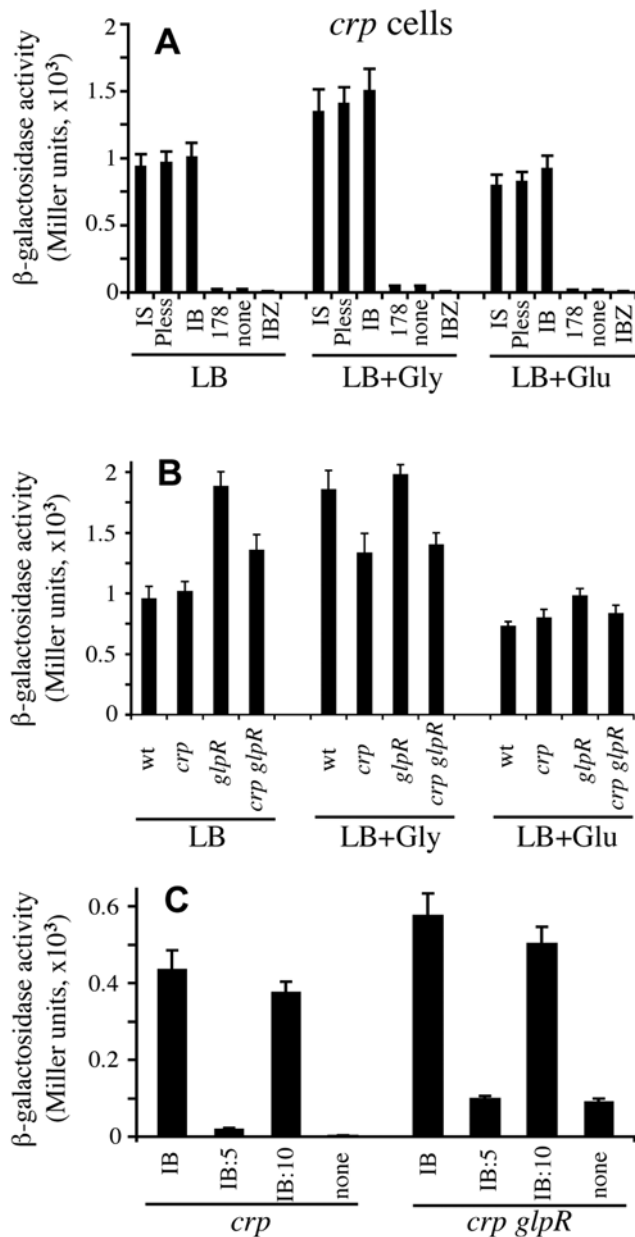 A
crp cells
β-galactosidase activity
(Miller units, x10³)
2
1.5
1
0.5
0
IS Pless IB 178 none IBZ IS Pless IB 178 none IBZ IS Pless IB 178 none IBZ
LB LB+Gly LB+Glu
B
β-galactosidase activity
(Miller units, x10³)
2
1.5
1
0.5
0
wt crp glpR crp glpR wt crp glpR crp glpR wt crp glpR crp glpR
LB LB+Gly LB+Glu
C
β-galactosidase activity
(Miller units, x10³)
0.6
0.4
0.2
0
IB IB:5 IB:10 none IB IB:5 IB:10 none
crp crp glpR